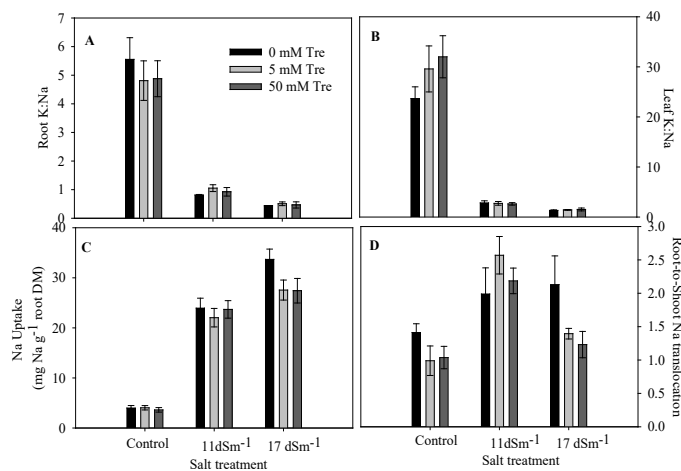 A
0 mM Tre
5 mM Tre
50 mM Tre
Root K:Na
7
6
5
4
3
2
1
0
B
Leaf K:Na
40
30
20
10
0
C
Na Uptake
(mg Na g-1 root DM)
40
30
20
10
0
Control
11dSm-1
17 dSm-1
Salt treatment
D
Root-to-Shoot Na translocation
3.0
2.5
2.0
1.5
1.0
0.5
0.0
Control
11dSm-1
17 dSm-1
Salt treatment